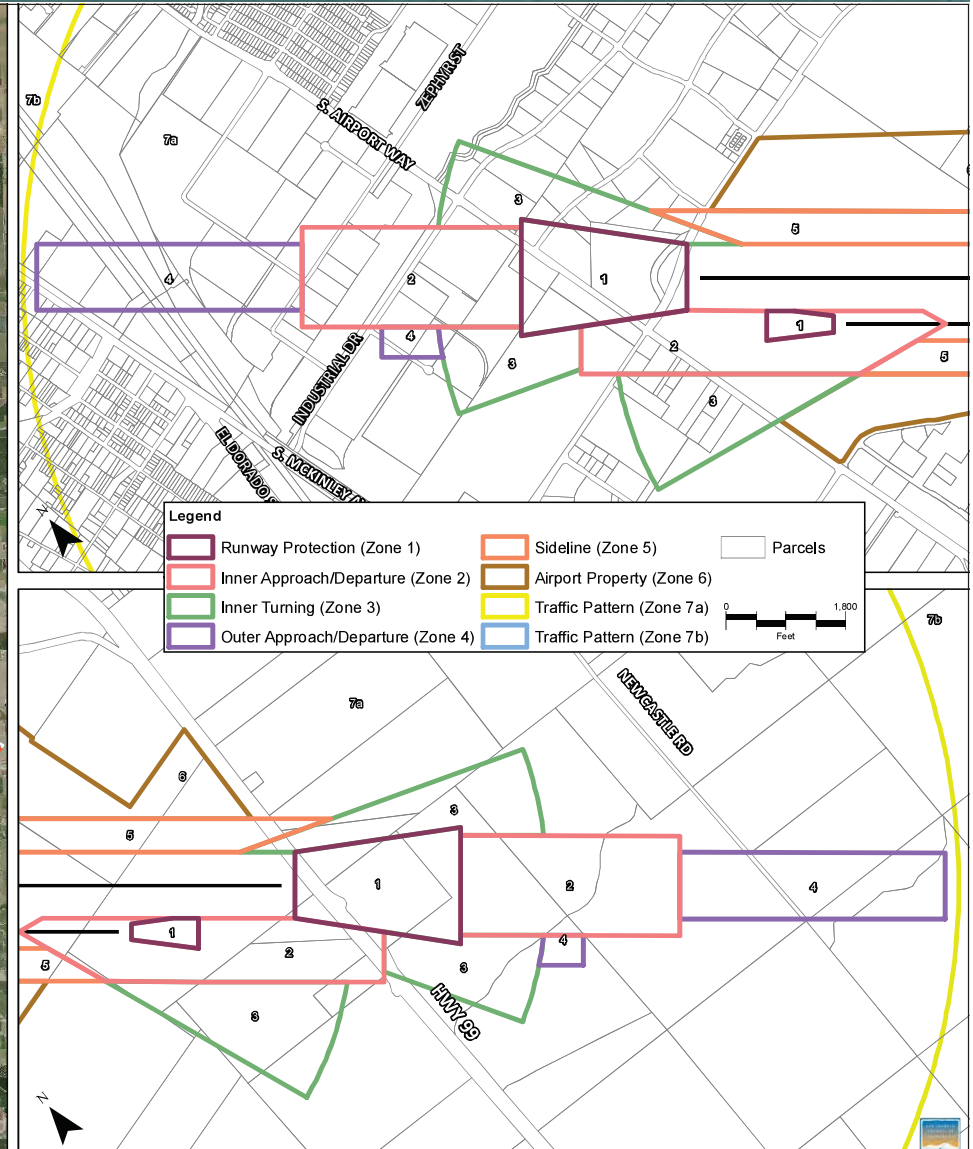 7b
7a
ZEPHYR ST
S. AIRPORT WAY
3
5
4
2
1
4
INDUSTRIAL DR
3
2
1
5
3
EL DORADO S
S. MCKINLEY A
N
Legend
Runway Protection (Zone 1)
Inner Approach/Departure (Zone 2)
Inner Turning (Zone 3)
Outer Approach/Departure (Zone 4)
Sideline (Zone 5)
Airport Property (Zone 6)
Traffic Pattern (Zone 7a)
Traffic Pattern (Zone 7b)
Parcels
0 1,800
Feet
7b
NEWCASTLE RD
7a
6
3
5
1
2
4
1
2
4
5
3
HWY 99
3
N